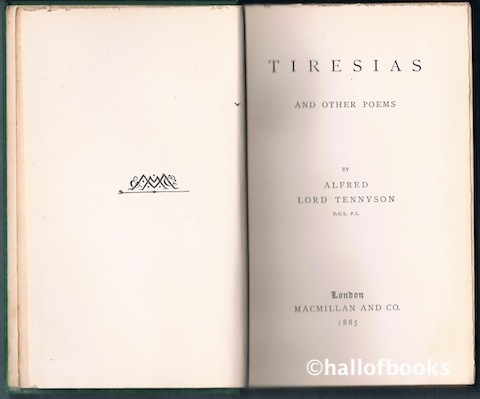 TIRESIAS
AND OTHER POEMS
BY
ALFRED
LORD TENNYSON
D.C.L. P.L.
London
MACMILLAN AND CO.
1885
©hallofbooks